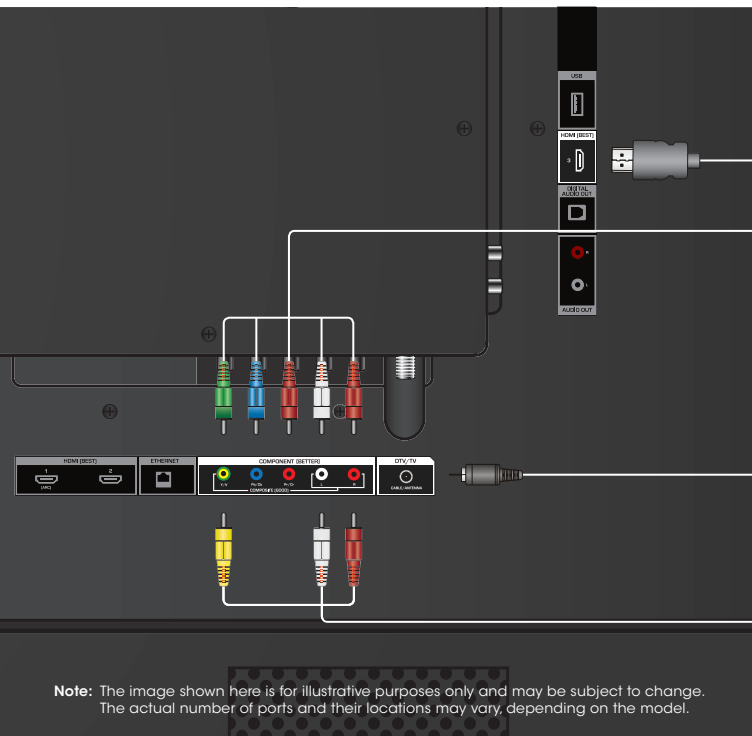 USB
HDMI (BEST)
3
DIGITAL
AUDIO OUT
R
L
AUDIO OUT
HDMI (BEST)
1
2
(ARC)
ETHERNET
COMPONENT (BETTER)
Y/V
Pb/Cb
Pr/Cr
L
R
COMPOSITE (GOOD)
DTV/TV
CABLE/ANTENNA
Note: The image shown here is for illustrative purposes only and may be subject to change.
The actual number of ports and their locations may vary, depending on the model.